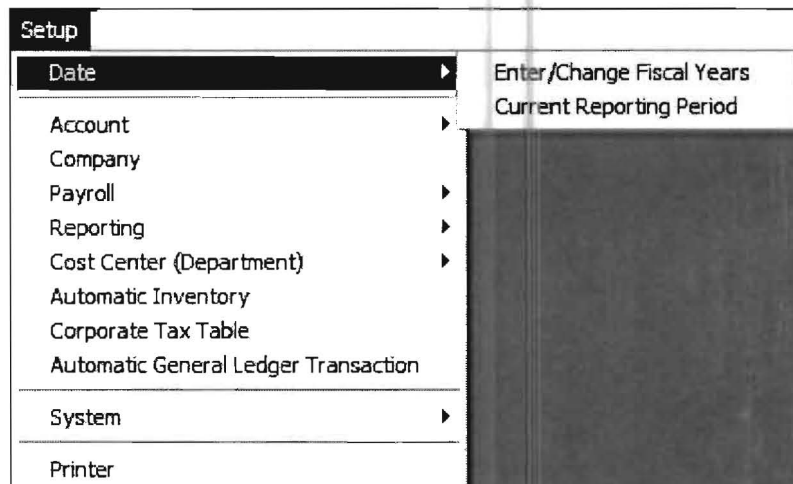 Setup
Date
Enter/Change Fiscal Years
Current Reporting Period
Account
Company
Payroll
Reporting
Cost Center (Department)
Automatic Inventory
Corporate Tax Table
Automatic General Ledger Transaction
System
Printer